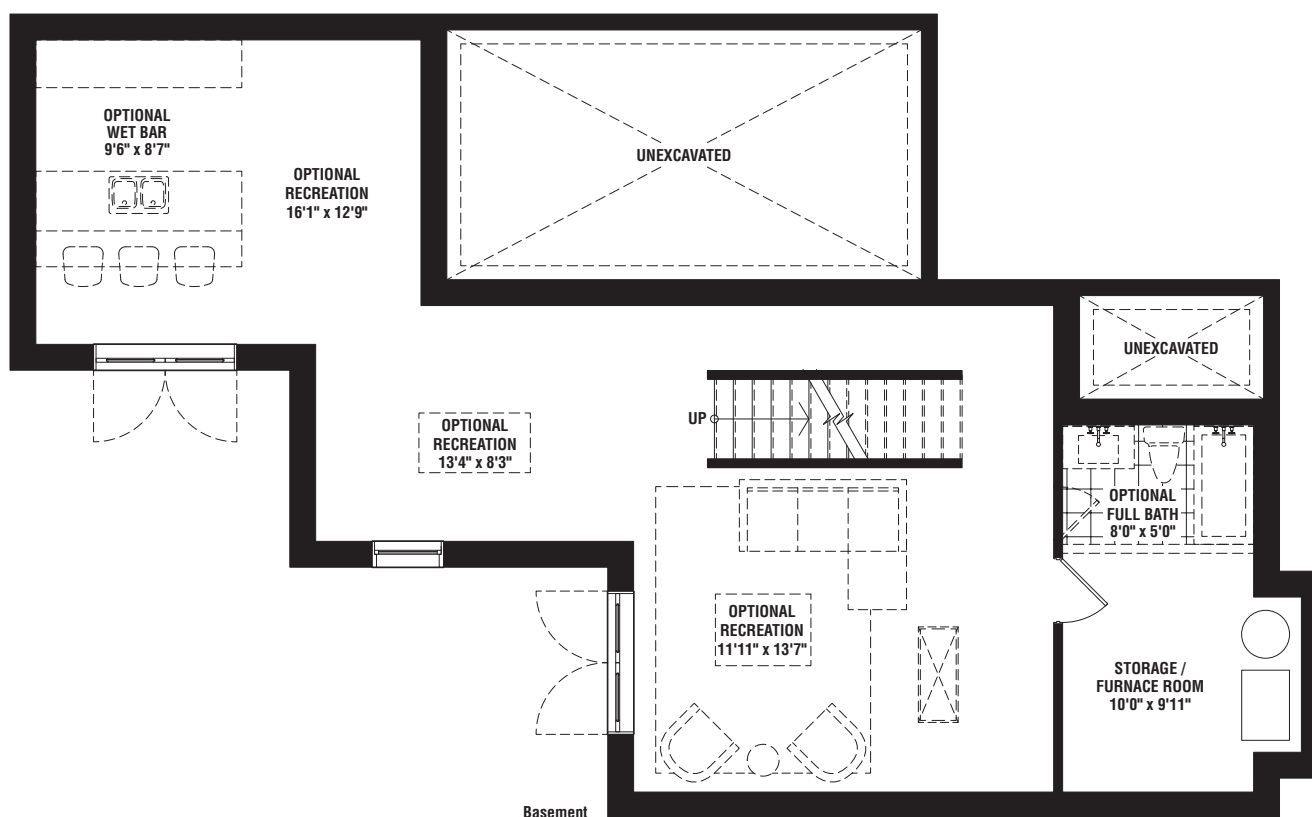 OPTIONAL
WET BAR
9'6" x 8'7"
OPTIONAL
RECREATION
16'1" x 12'9"
UNEXCAVATED
UNEXCAVATED
UP
OPTIONAL
RECREATION
13'4" x 8'3"
OPTIONAL
FULL BATH
8'0" x 5'0"
OPTIONAL
RECREATION
11'11" x 13'7"
STORAGE /
FURNACE ROOM
10'0" x 9'11"
Basement